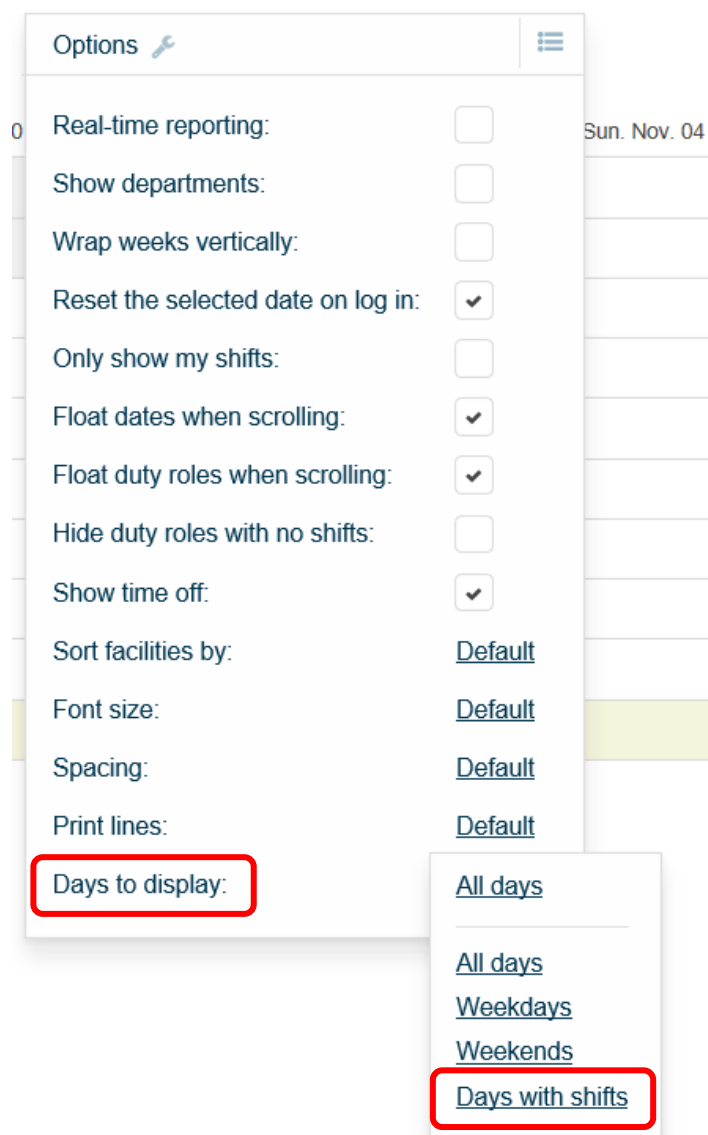 Options
Real-time reporting:
0
Sun. Nov. 04
Show departments:
Wrap weeks vertically:
Reset the selected date on log in:
Only show my shifts:
Float dates when scrolling:
Float duty roles when scrolling:
Hide duty roles with no shifts:
Show time off:
Sort facilities by: Default
Font size: Default
Spacing: Default
Print lines: Default
Days to display: All days
All days
Weekdays
Weekends
Days with shifts